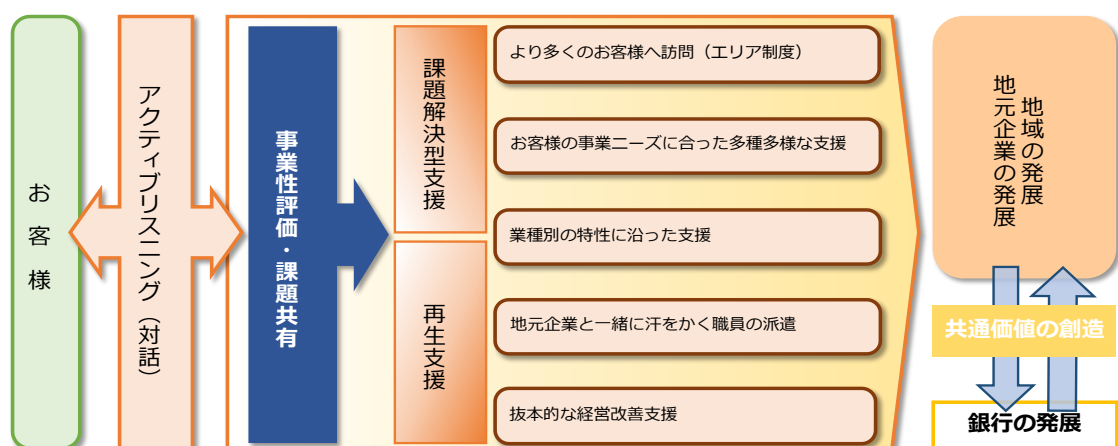 お客様
アクティブリスニング（対話）
事業性評価・課題共有
課題解決型支援
再生支援
より多くのお客様へ訪問（エリア制度）
お客様の事業ニーズに合った多種多様な支援
業種別の特性に沿った支援
地元企業と一緒に汗をかく職員の派遣
抜本的な経営改善支援
地域の発展
地元企業の発展
共通価値の創造
銀行の発展